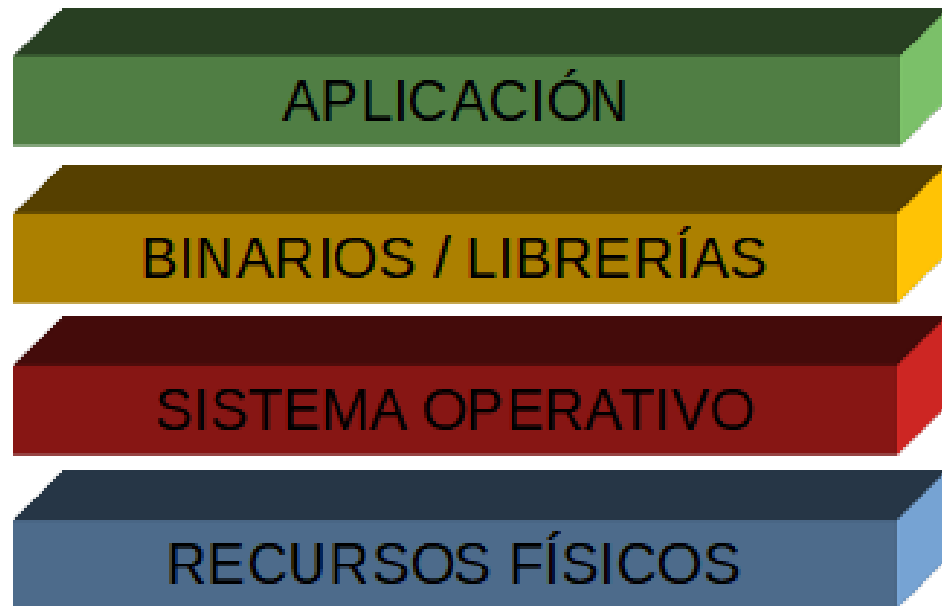 APLICACIÓN
BINARIOS / LIBRERÍAS
SISTEMA OPERATIVO
RECURSOS FÍSICOS